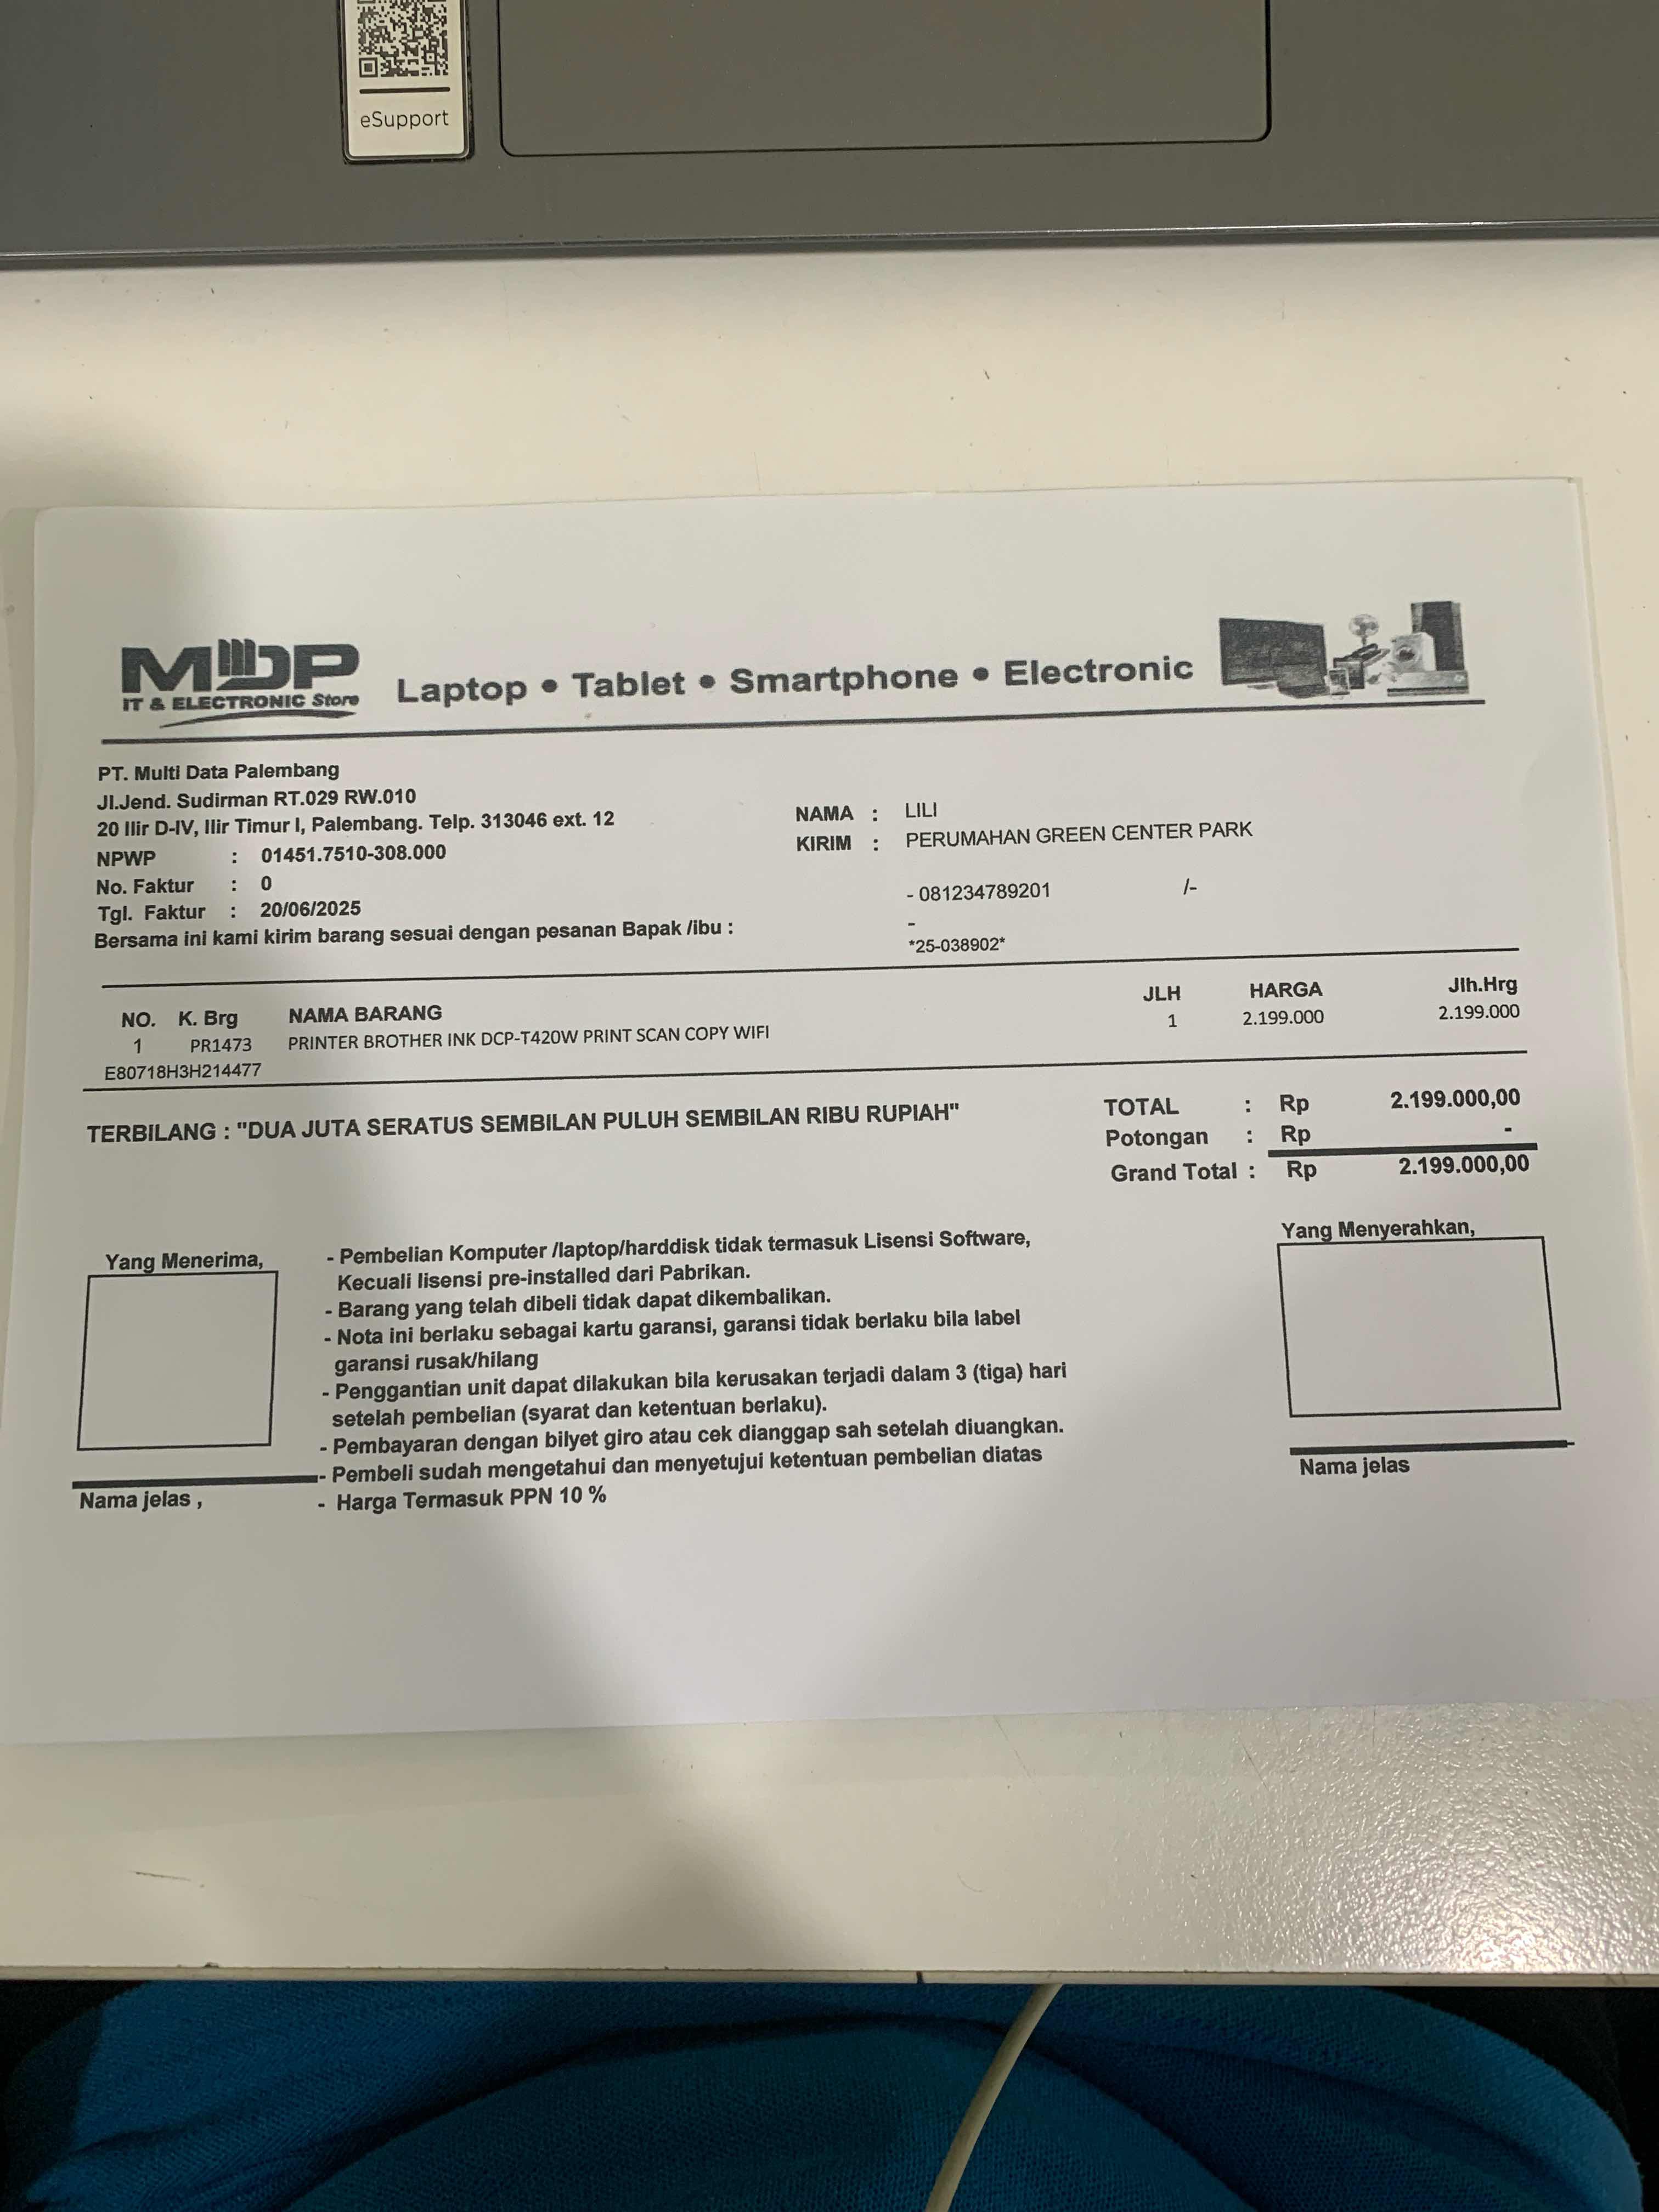 eSupport
MDP
IT & ELECTRONIC Store
Laptop • Tablet • Smartphone • Electronic
PT. Multi Data Palembang
Jl.Jend. Sudirman RT.029 RW.010
20 Ilir D-IV, Ilir Timur I, Palembang. Telp. 313046 ext. 12
NPWP : 01451.7510-308.000
No. Faktur : 0
Tgl. Faktur : 20/06/2025
Bersama ini kami kirim barang sesuai dengan pesanan Bapak /ibu :
NAMA : LILI
KIRIM : PERUMAHAN GREEN CENTER PARK
- 081234789201 /-
-
*25-038902*
NO. K. Brg NAMA BARANG JLH HARGA Jlh.Hrg
1 PR1473 PRINTER BROTHER INK DCP-T420W PRINT SCAN COPY WIFI 1 2.199.000 2.199.000
E80718H3H214477
TERBILANG : "DUA JUTA SERATUS SEMBILAN PULUH SEMBILAN RIBU RUPIAH"
TOTAL : Rp 2.199.000,00
Potongan : Rp -
Grand Total : Rp 2.199.000,00
Yang Menerima,
Nama jelas ,
- Pembelian Komputer /laptop/harddisk tidak termasuk Lisensi Software,
Kecuali lisensi pre-installed dari Pabrikan.
- Barang yang telah dibeli tidak dapat dikembalikan.
- Nota ini berlaku sebagai kartu garansi, garansi tidak berlaku bila label
garansi rusak/hilang
- Penggantian unit dapat dilakukan bila kerusakan terjadi dalam 3 (tiga) hari
setelah pembelian (syarat dan ketentuan berlaku).
- Pembayaran dengan bilyet giro atau cek dianggap sah setelah diuangkan.
- Pembeli sudah mengetahui dan menyetujui ketentuan pembelian diatas
- Harga Termasuk PPN 10 %
Yang Menyerahkan,
Nama jelas